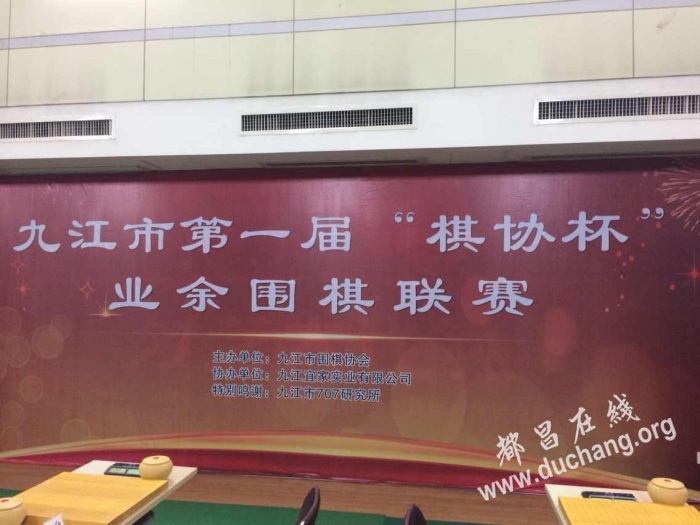 九江市第一届“棋协杯”
业余围棋联赛
主办单位：九江市围棋协会
协办单位：九江宜家实业有限公司
特别鸣谢：九江市707研究所
都昌在线
www.duchang.org